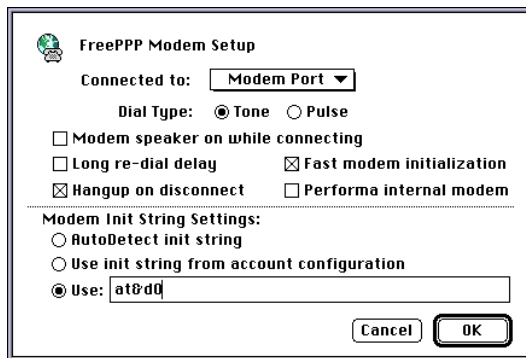 FreePPP Modem Setup
Connected to: Modem Port
Dial Type: Tone Pulse
Modem speaker on while connecting
Long re-dial delay Fast modem initialization
Hangup on disconnect Performa internal modem
Modem Init String Settings:
AutoDetect init string
Use init string from account configuration
Use: at&d0
Cancel OK